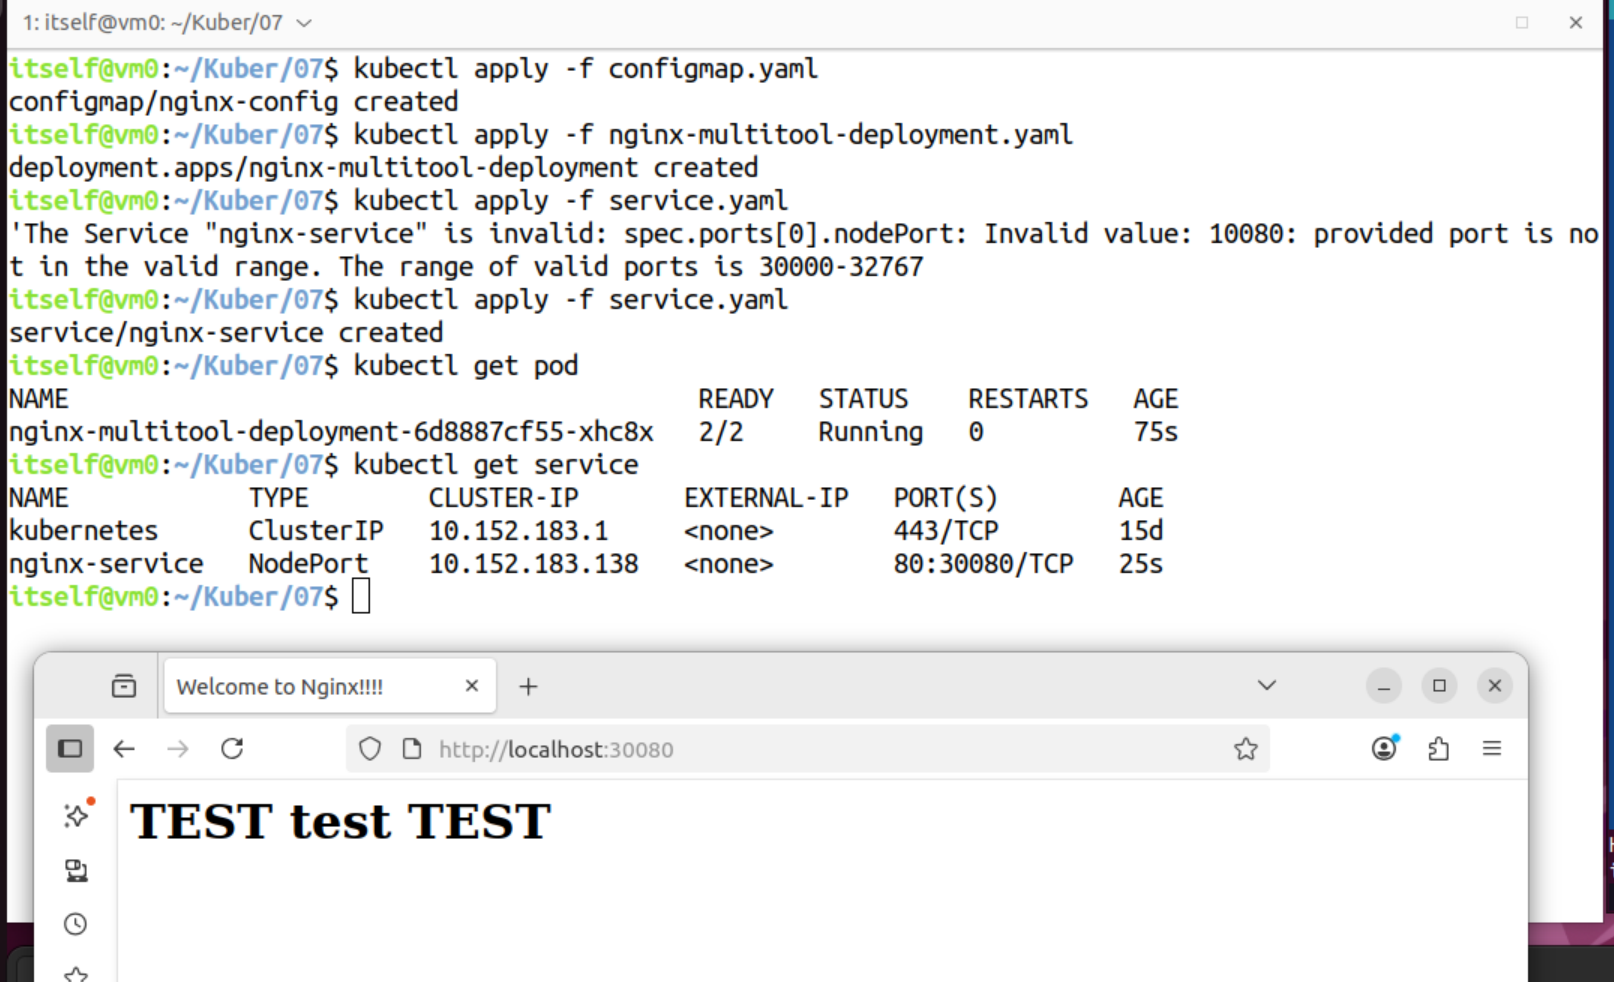 1: itself@vm0: ~/Kuber/07
itself@vm0:~/Kuber/07$ kubectl apply -f configmap.yaml
configmap/nginx-config created
itself@vm0:~/Kuber/07$ kubectl apply -f nginx-multitool-deployment.yaml
deployment.apps/nginx-multitool-deployment created
itself@vm0:~/Kuber/07$ kubectl apply -f service.yaml
'The Service "nginx-service" is invalid: spec.ports[0].nodePort: Invalid value: 10080: provided port is no
t in the valid range. The range of valid ports is 30000-32767
itself@vm0:~/Kuber/07$ kubectl apply -f service.yaml
service/nginx-service created
itself@vm0:~/Kuber/07$ kubectl get pod
NAME READY STATUS RESTARTS AGE
nginx-multitool-deployment-6d8887cf55-xhc8x 2/2 Running 0 75s
itself@vm0:~/Kuber/07$ kubectl get service
NAME TYPE CLUSTER-IP EXTERNAL-IP PORT(S) AGE
kubernetes ClusterIP 10.152.183.1 <none> 443/TCP 15d
nginx-service NodePort 10.152.183.138 <none> 80:30080/TCP 25s
itself@vm0:~/Kuber/07$
Welcome to Nginx!!!!
http://localhost:30080
TEST test TEST